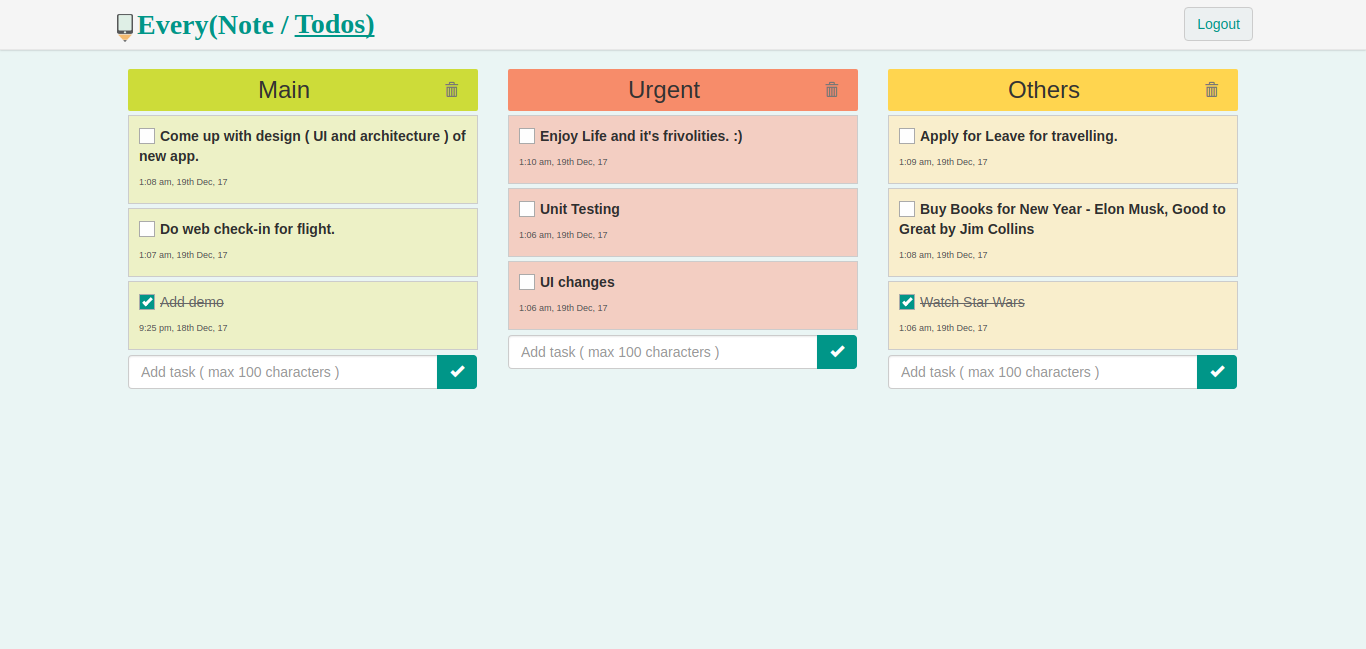 Every(Note / Todos)
Logout
Main
Come up with design ( UI and architecture ) of
new app.
1:08 am, 19th Dec, 17
Do web check-in for flight.
1:07 am, 19th Dec, 17
Add demo
9:25 pm, 18th Dec, 17
Add task ( max 100 characters )
Urgent
Enjoy Life and it's frivolities. :)
1:10 am, 19th Dec, 17
Unit Testing
1:06 am, 19th Dec, 17
UI changes
1:06 am, 19th Dec, 17
Add task ( max 100 characters )
Others
Apply for Leave for travelling.
1:09 am, 19th Dec, 17
Buy Books for New Year - Elon Musk, Good to
Great by Jim Collins
1:08 am, 19th Dec, 17
Watch Star Wars
1:06 am, 19th Dec, 17
Add task ( max 100 characters )